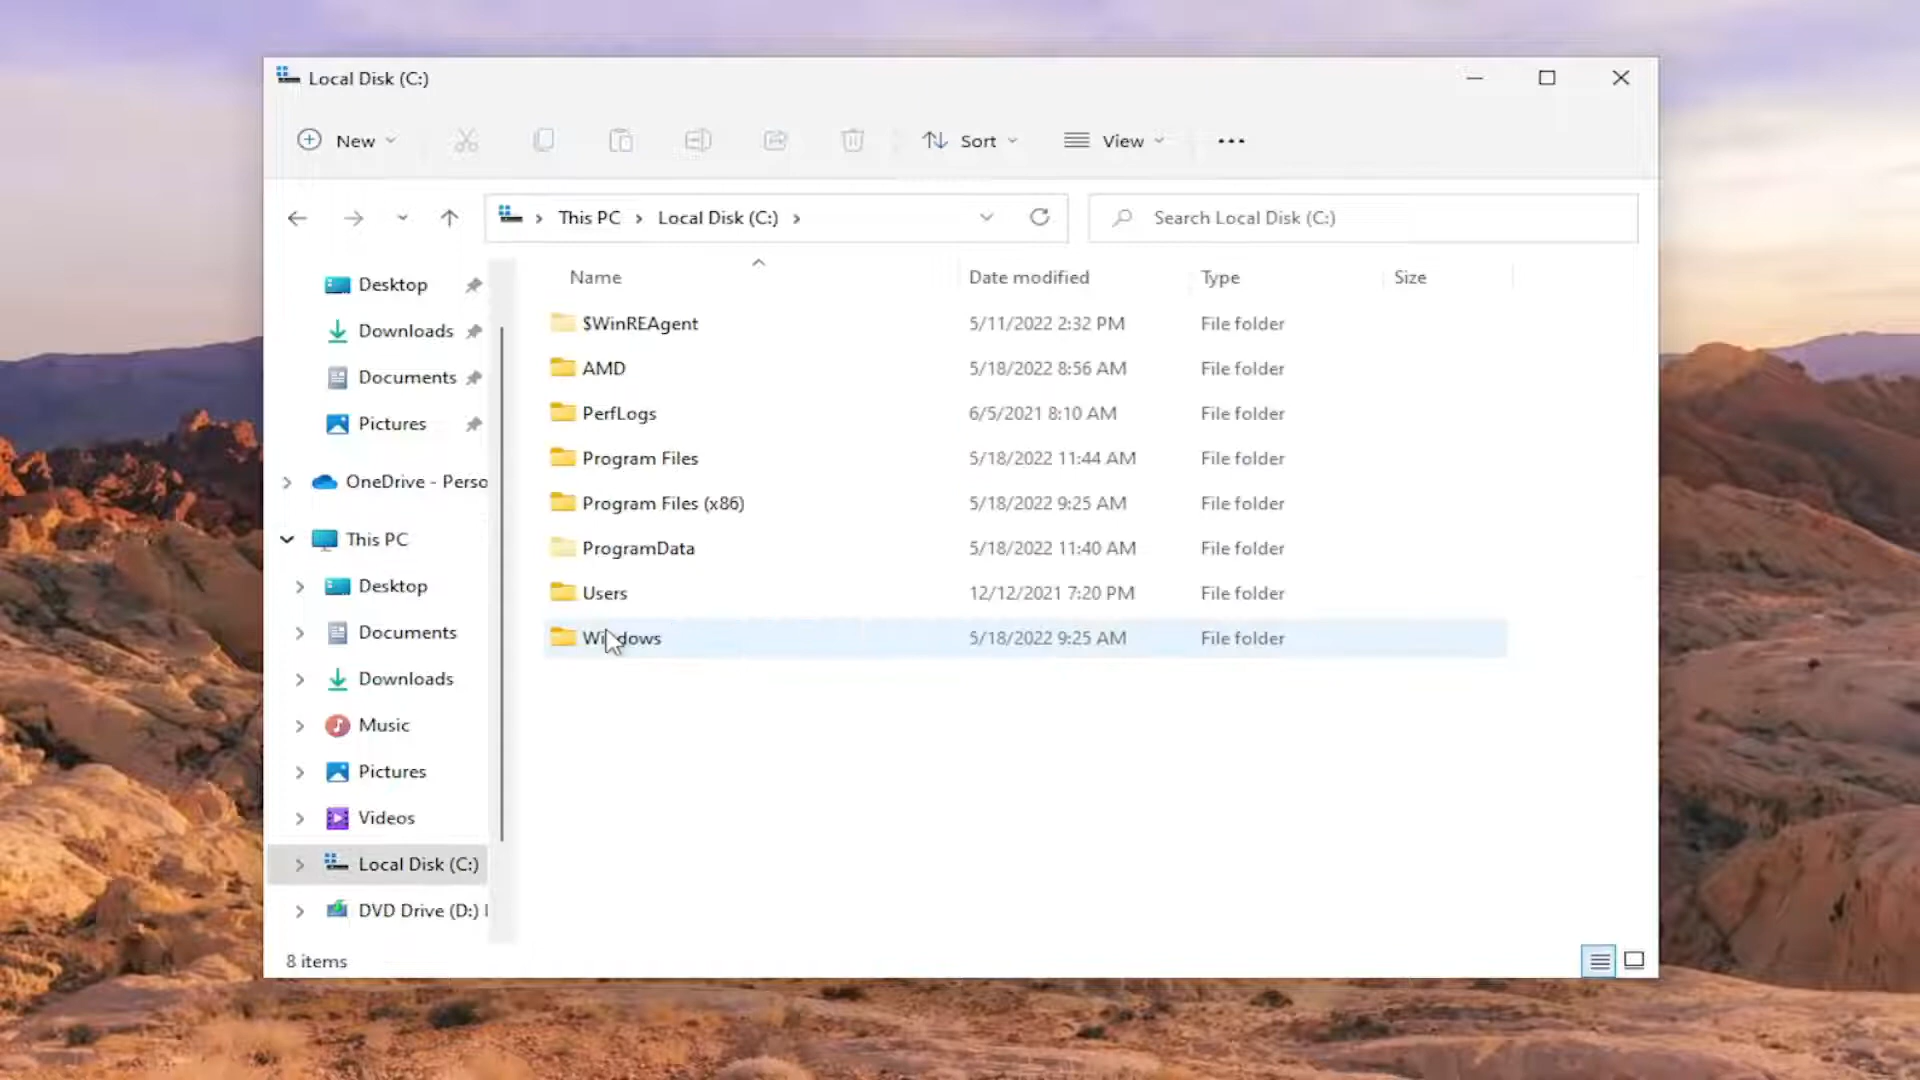 Local Disk (C:)
New Sort View
This PC > Local Disk (C:) > Search Local Disk (C:)
Name Date modified Type Size
$WinREAgent 5/11/2022 2:32 PM File folder
AMD 5/18/2022 8:56 AM File folder
PerfLogs 6/5/2021 8:10 AM File folder
Program Files 5/18/2022 11:44 AM File folder
Program Files (x86) 5/18/2022 9:25 AM File folder
ProgramData 5/18/2022 11:40 AM File folder
Users 12/12/2021 7:20 PM File folder
Windows 5/18/2022 9:25 AM File folder
Desktop
Downloads
Documents
Pictures
OneDrive - Perso
This PC
Desktop
Documents
Downloads
Music
Pictures
Videos
Local Disk (C:)
DVD Drive (D:)
8 items